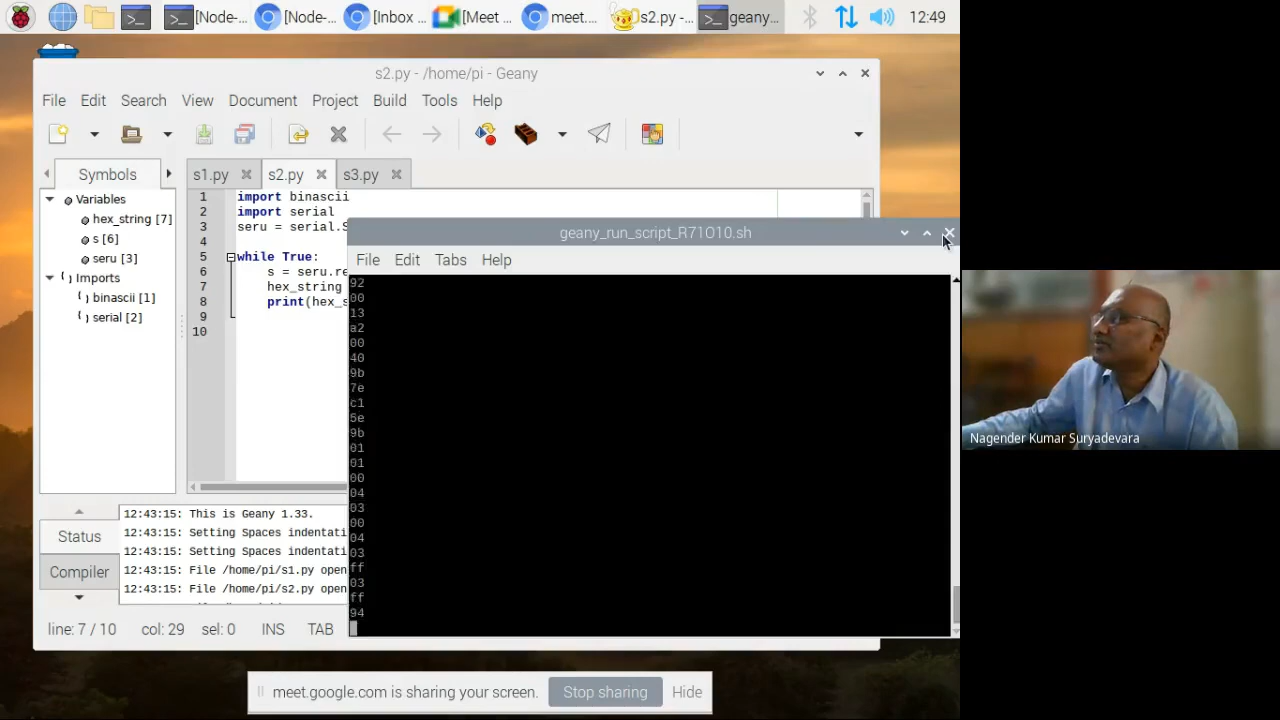 [Node-...
[Node-...
[Inbox ...
[Meet ...
meet....
s2.py -...
geany...
12:49
s2.py - /home/pi - Geany
File Edit Search View Document Project Build Tools Help
Symbols
s1.py
s2.py
s3.py
Variables
hex_string [7]
s [6]
seru [3]
Imports
binascii [1]
serial [2]
1 import binascii
2 import serial
3 seru = serial.S
4
5 while True:
6 s = seru.re
7 hex_string
8 print(hex_s
9
10
geany_run_script_R71O10.sh
File Edit Tabs Help
92
00
13
a2
00
40
9b
7e
c1
5e
9b
01
01
00
04
03
00
04
03
ff
03
ff
94
Status
Compiler
12:43:15: This is Geany 1.33.
12:43:15: Setting Spaces indentati
12:43:15: Setting Spaces indentati
12:43:15: File /home/pi/s1.py open
12:43:15: File /home/pi/s2.py open
line: 7 / 10 col: 29 sel: 0 INS TAB
meet.google.com is sharing your screen. Stop sharing Hide
Nagender Kumar Suryadevara